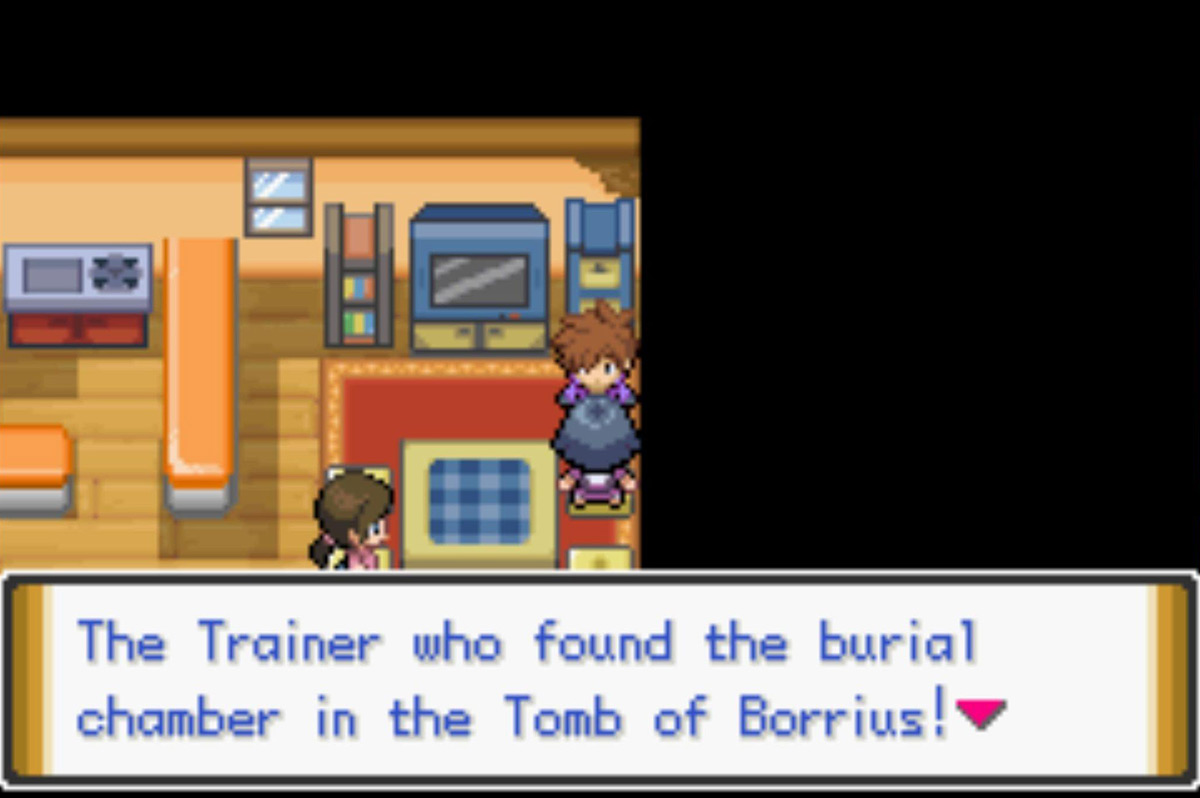 The Trainer who found the burial
chamber in the Tomb of Borrius!